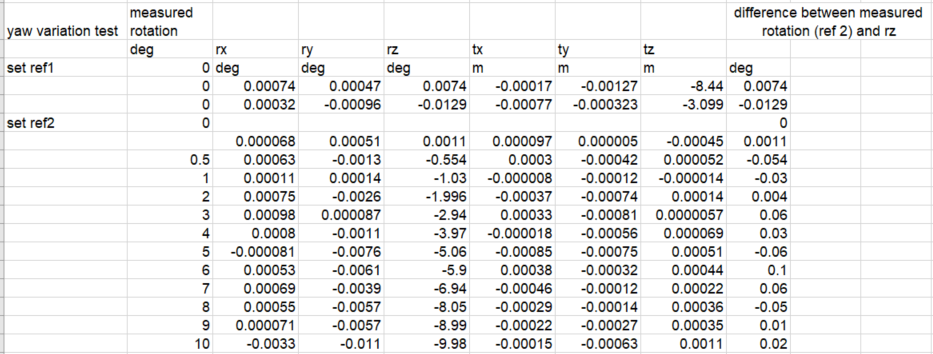 yaw variation test measured rotation difference between measured rotation (ref 2) and rz
deg rx ry rz tx ty tz
set ref1 0 deg deg deg m m m deg
0 0.00074 0.00047 0.0074 -0.00017 -0.00127 -8.44 0.0074
0 0.00032 -0.00096 -0.0129 -0.00077 -0.000323 -3.099 -0.0129
set ref2 0 0
0.000068 0.00051 0.0011 0.000097 0.000005 -0.00045 0.0011
0.5 0.00063 -0.0013 -0.554 0.0003 -0.00042 0.000052 -0.054
1 0.00011 0.00014 -1.03 -0.000008 -0.00012 -0.000014 -0.03
2 0.00075 -0.0026 -1.996 -0.00037 -0.00074 0.00014 0.004
3 0.00098 0.000087 -2.94 0.00033 -0.00081 0.0000057 0.06
4 0.0008 -0.0011 -3.97 -0.000018 -0.00056 0.000069 0.03
5 -0.000081 -0.0076 -5.06 -0.00085 -0.00075 0.00051 -0.06
6 0.00053 -0.0061 -5.9 0.00038 -0.00032 0.00044 0.1
7 0.00069 -0.0039 -6.94 -0.00046 -0.00012 0.00022 0.06
8 0.00055 -0.0057 -8.05 -0.00029 -0.00014 0.00036 -0.05
9 0.000071 -0.0057 -8.99 -0.00022 -0.00027 0.00035 0.01
10 -0.0033 -0.011 -9.98 -0.00015 -0.00063 0.0011 0.02